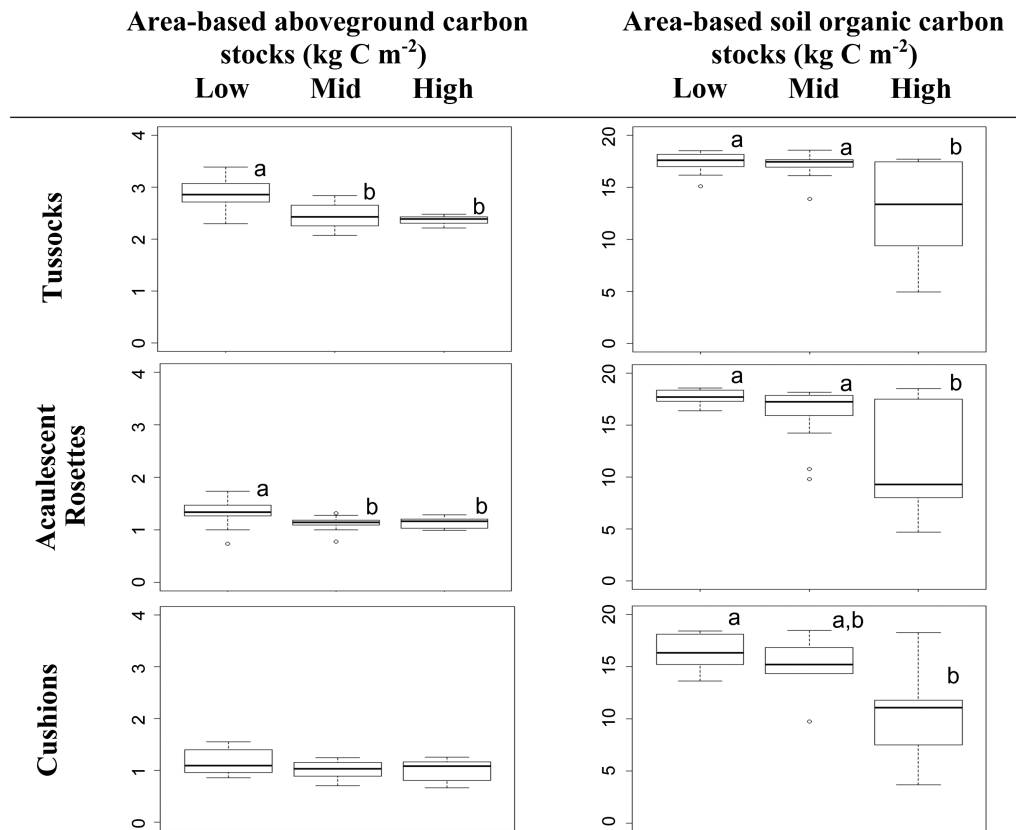 Area-based aboveground carbon
stocks (kg C m-2)
Low Mid High
Area-based soil organic carbon
stocks (kg C m-2)
Low Mid High
Tussocks
4
3
2
1
0
a
b
b
20
15
10
5
0
a
a
b
Acaulescent
Rosettes
4
3
2
1
0
a
b
b
20
15
10
5
0
a
a
b
Cushions
4
3
2
1
0
20
15
10
5
0
a
a,b
b